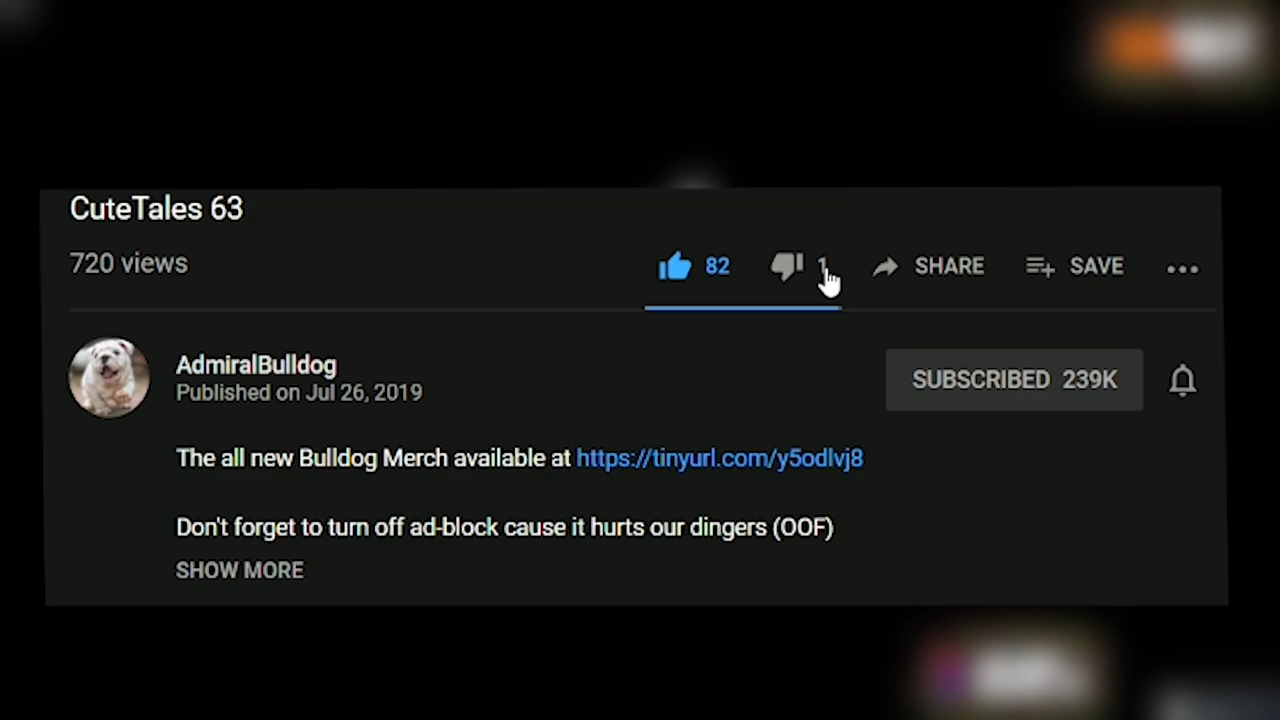 CuteTales 63
720 views
82 1 SHARE SAVE
AdmiralBulldog
SUBSCRIBED 239K
Published on Jul 26, 2019
The all new Bulldog Merch available at https://tinyurl.com/y5odlvj8
Don't forget to turn off ad-block cause it hurts our dingers (OOF)
SHOW MORE